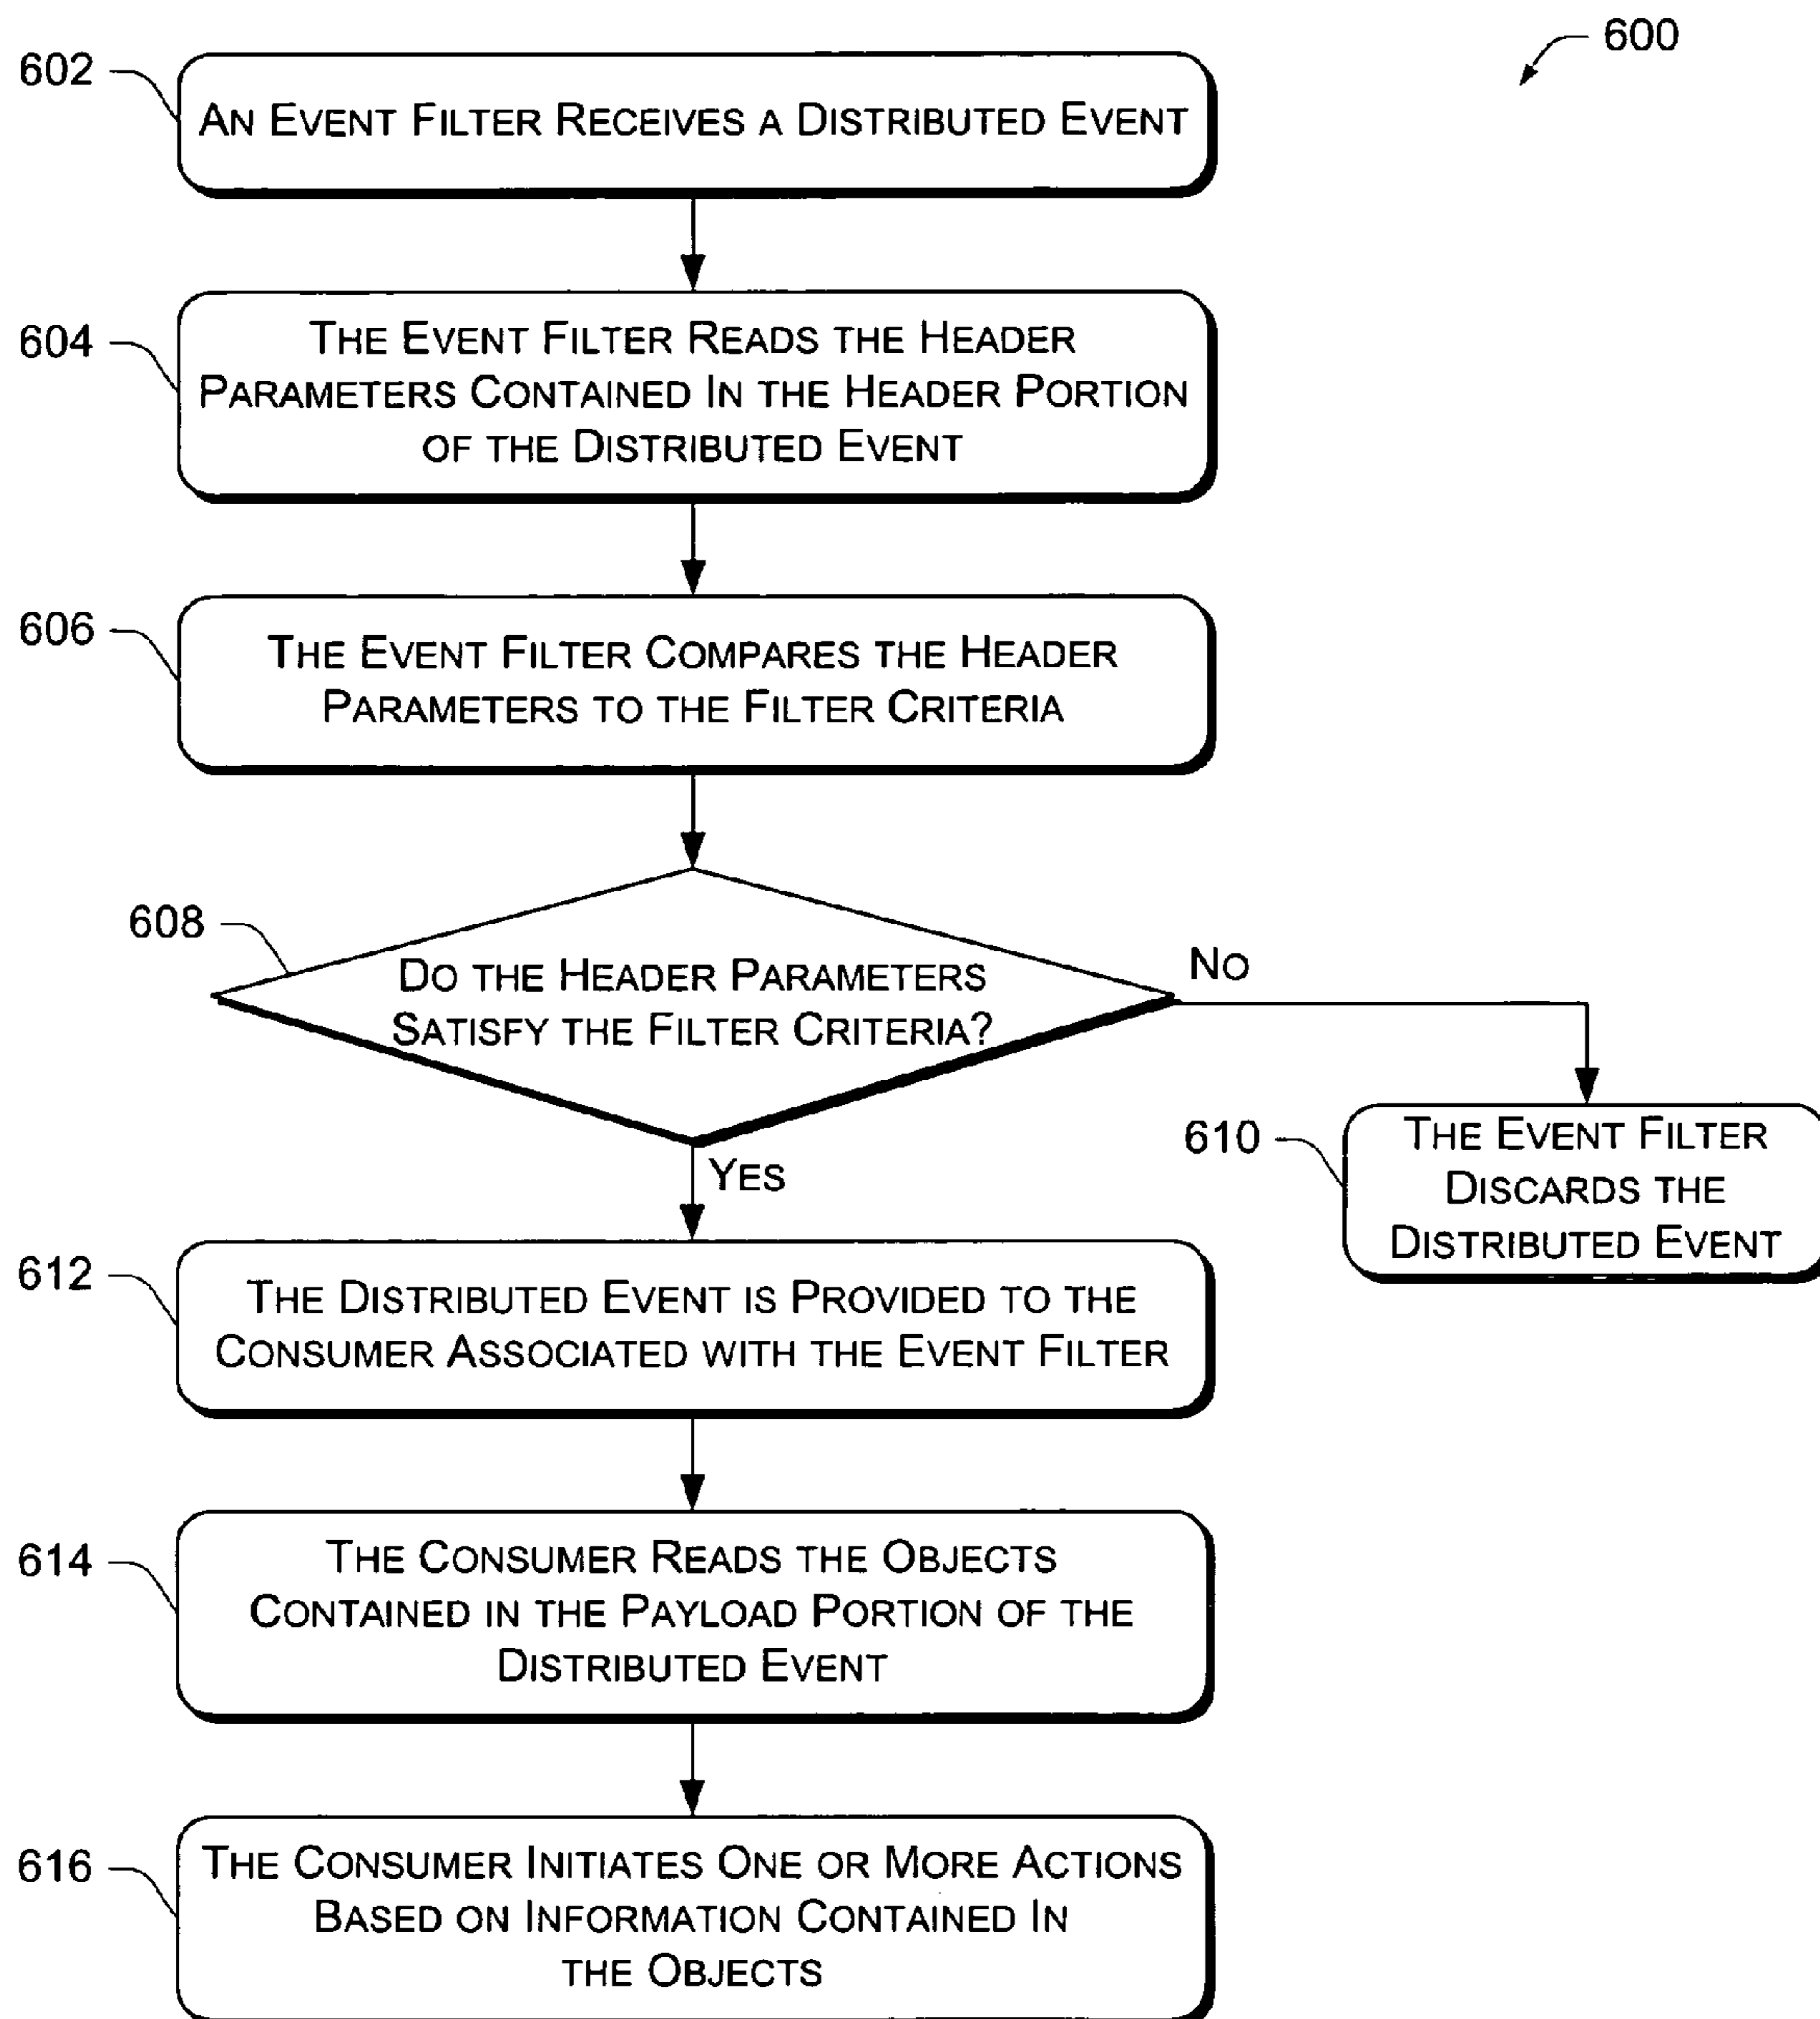 600
602
AN EVENT FILTER RECEIVES A DISTRIBUTED EVENT
604
THE EVENT FILTER READS THE HEADER
PARAMETERS CONTAINED IN THE HEADER PORTION
OF THE DISTRIBUTED EVENT
606
THE EVENT FILTER COMPARES THE HEADER
PARAMETERS TO THE FILTER CRITERIA
608
DO THE HEADER PARAMETERS
SATISFY THE FILTER CRITERIA?
NO
YES
610
THE EVENT FILTER
DISCARDS THE
DISTRIBUTED EVENT
612
THE DISTRIBUTED EVENT IS PROVIDED TO THE
CONSUMER ASSOCIATED WITH THE EVENT FILTER
614
THE CONSUMER READS THE OBJECTS
CONTAINED IN THE PAYLOAD PORTION OF THE
DISTRIBUTED EVENT
616
THE CONSUMER INITIATES ONE OR MORE ACTIONS
BASED ON INFORMATION CONTAINED IN
THE OBJECTS